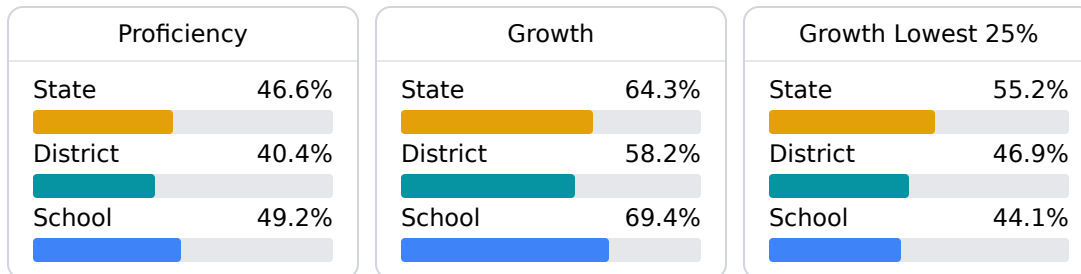 Proficiency
State 46.6%
District 40.4%
School 49.2%
Growth
State 64.3%
District 58.2%
School 69.4%
Growth Lowest 25%
State 55.2%
District 46.9%
School 44.1%